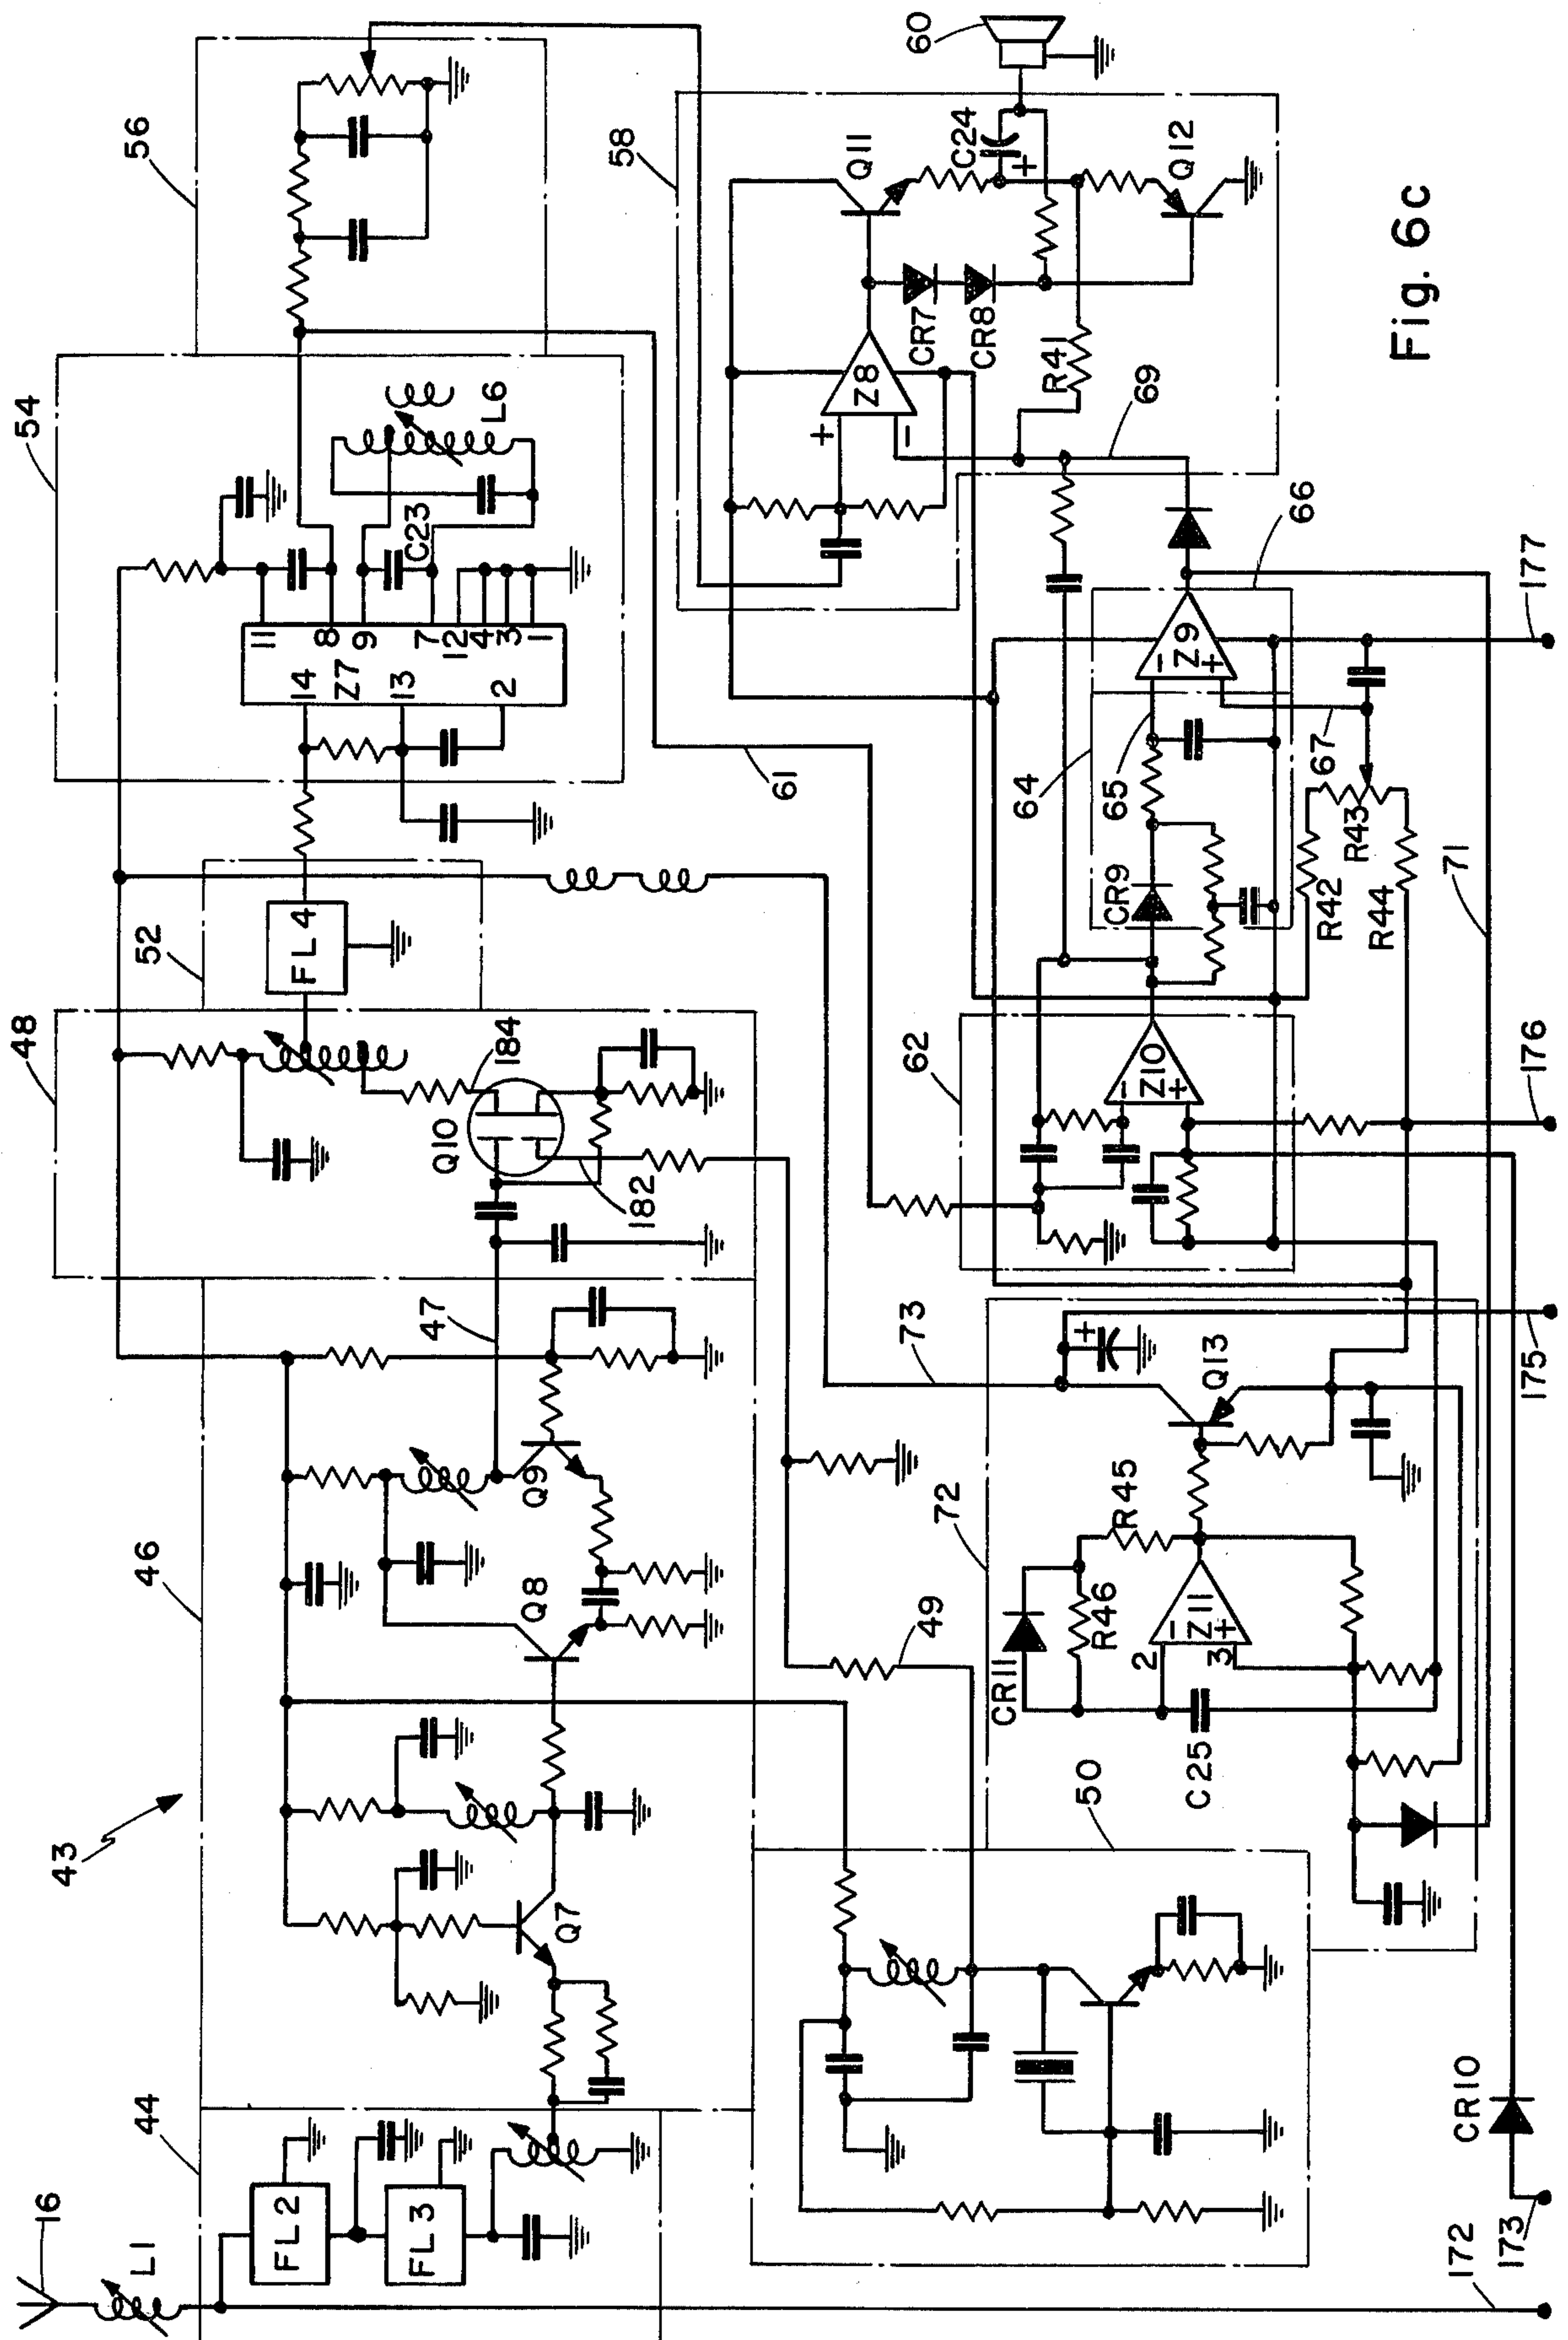 16
L1
44
FL2
FL3
43
46
Q7
Q8
Q9
47
48
Q10
184
182
52
FL4
54
14
13
2
Z7
11
8
9
7
12
4
3
1
C23
L6
56
61
49
50
72
CR11
R46
R45
2
3
−
+
Z11
C25
73
+
Q13
62
−
+
Z10
64
CR9
65
66
−
+
Z9
67
R42
R43
R44
71
58
+
−
Z8
CR7
CR8
Q11
C24
+
Q12
R41
69
60
172
173
CR10
175
176
177
Fig. 6c